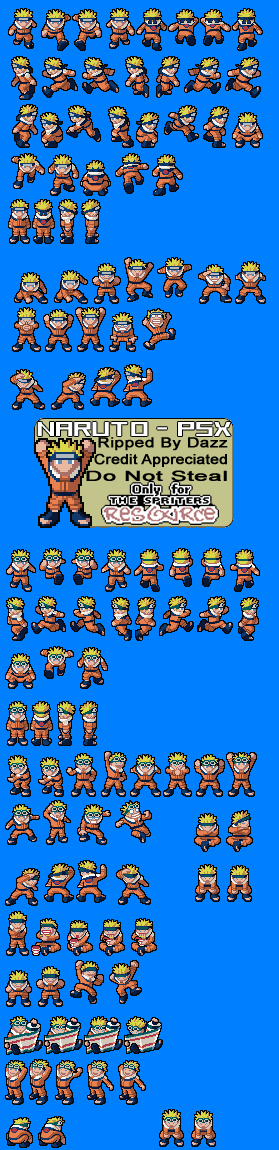 NARUTO - PSX
Ripped By Dazz
Credit Appreciated
Do Not Steal
Only for
THE SPRITERS
RESOURCE